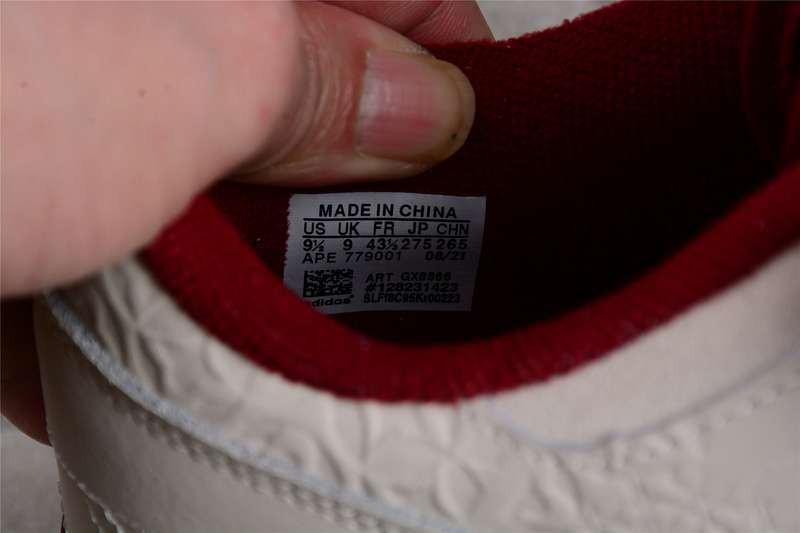 MADE IN CHINA
US UK FR JP CHN
9½ 9 43⅓ 275 265
APE 779001 08/21
ART GX8866
#128231423
adidas